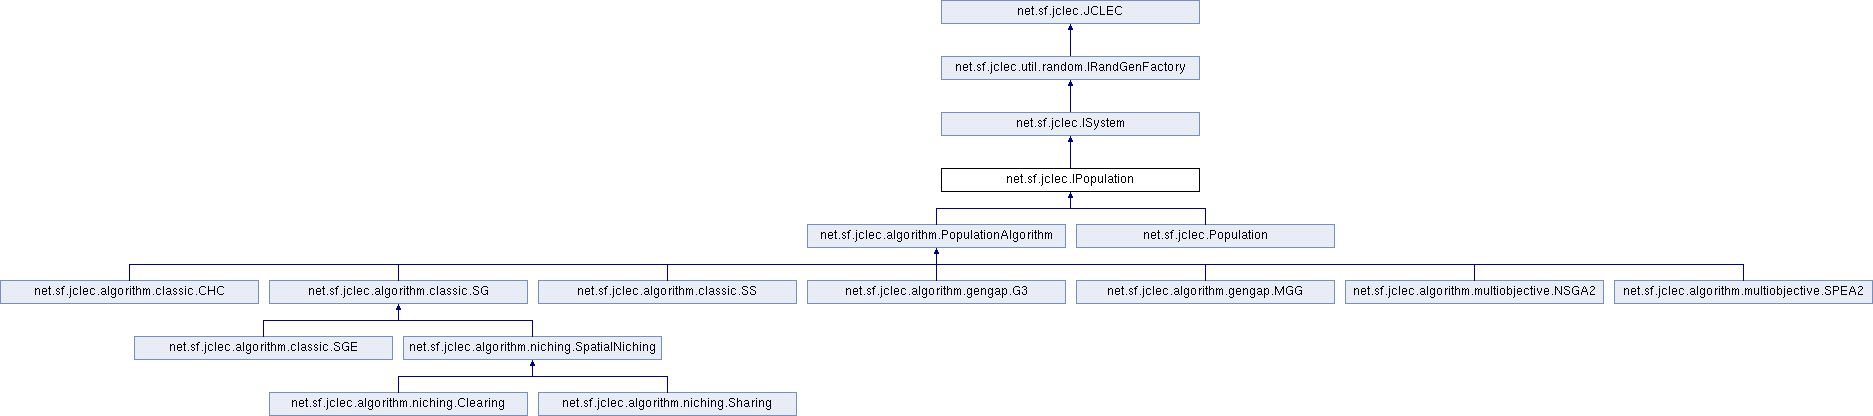 net.sf.jclec.JCLEC
net.sf.jclec.util.random.IRandGenFactory
net.sf.jclec.ISystem
net.sf.jclec.IPopulation
net.sf.jclec.algorithm.PopulationAlgorithm
net.sf.jclec.Population
net.sf.jclec.algorithm.classic.CHC
net.sf.jclec.algorithm.classic.SG
net.sf.jclec.algorithm.classic.SS
net.sf.jclec.algorithm.gengap.G3
net.sf.jclec.algorithm.gengap.MGG
net.sf.jclec.algorithm.multiobjective.NSGA2
net.sf.jclec.algorithm.multiobjective.SPEA2
net.sf.jclec.algorithm.classic.SGE
net.sf.jclec.algorithm.niching.SpatialNiching
net.sf.jclec.algorithm.niching.Clearing
net.sf.jclec.algorithm.niching.Sharing